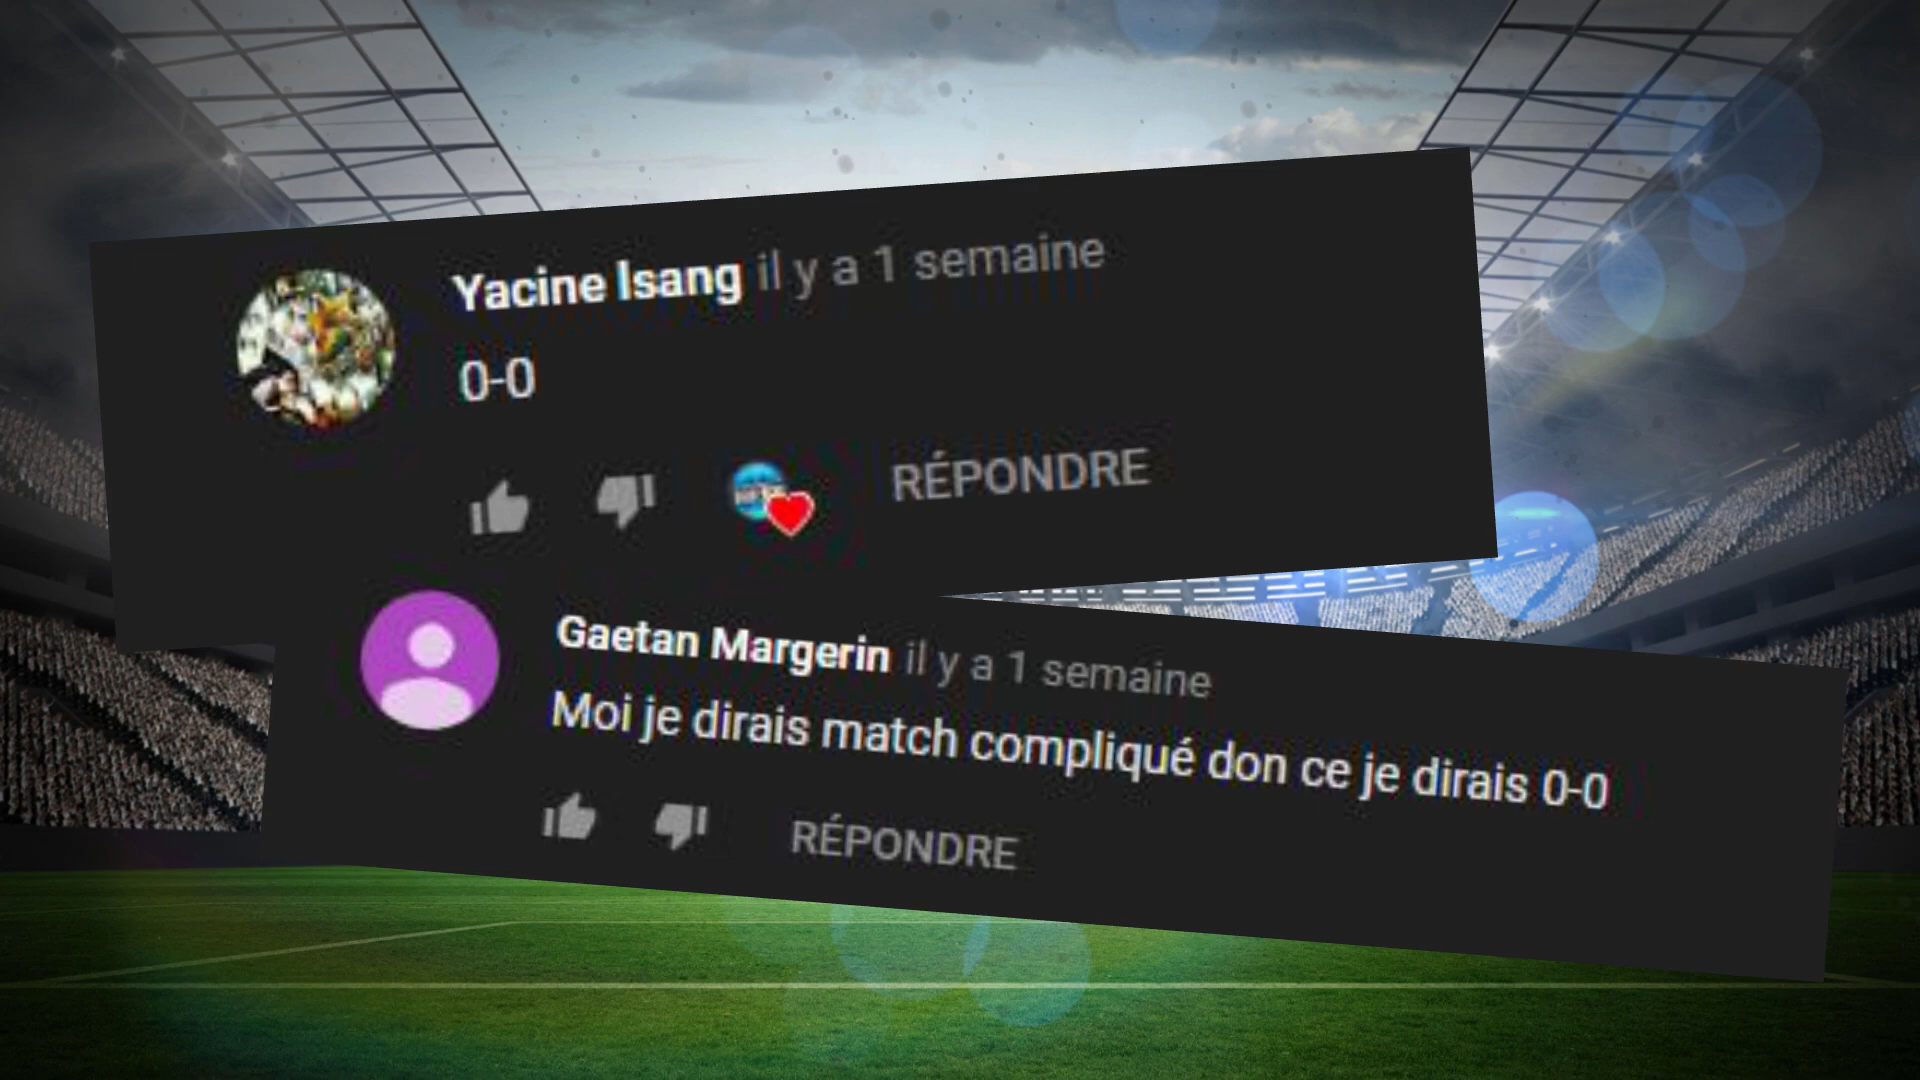 Yacine Isang il y a 1 semaine
0-0
RÉPONDRE
Gaetan Margerin il y a 1 semaine
Moi je dirais match compliqué don ce je dirais 0-0
RÉPONDRE